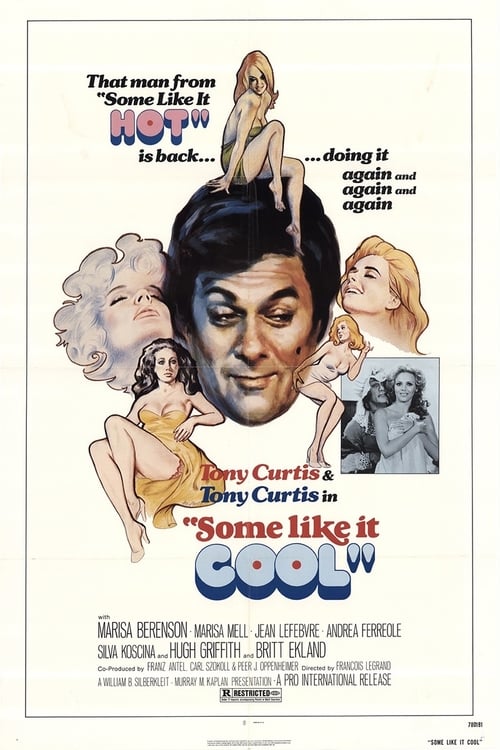 That man from
"Some Like It
HOT"
is back...
...doing it
again and
again and
again
Tony Curtis &
Tony Curtis in
"Some like it
COOL"
with
MARISA BERENSON · MARISA MELL · JEAN LEFEBVRE · ANDREA FERREOLE
SILVA KOSCINA and HUGH GRIFFITH and BRITT EKLAND
Co-Produced by FRANZ ANTEL, CARL SZOKOLL & PEER J. OPPENHEIMER Directed by FRANCOIS LEGRAND
A WILLIAM B. SILBERKLEIT · MURRAY M. KAPLAN PRESENTATION · A PRO INTERNATIONAL RELEASE
R RESTRICTED
780181
"SOME LIKE IT COOL"